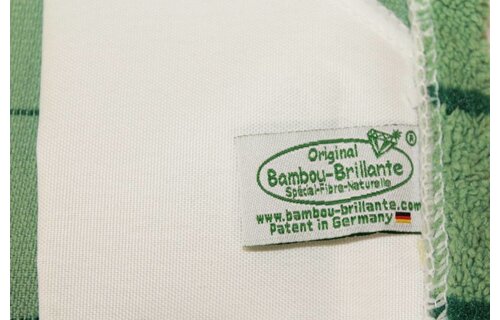 Original
Bambou-Brillante
Spécial-Fibre-Naturelle
®
www.bambou-brillante.com
Patent in Germany